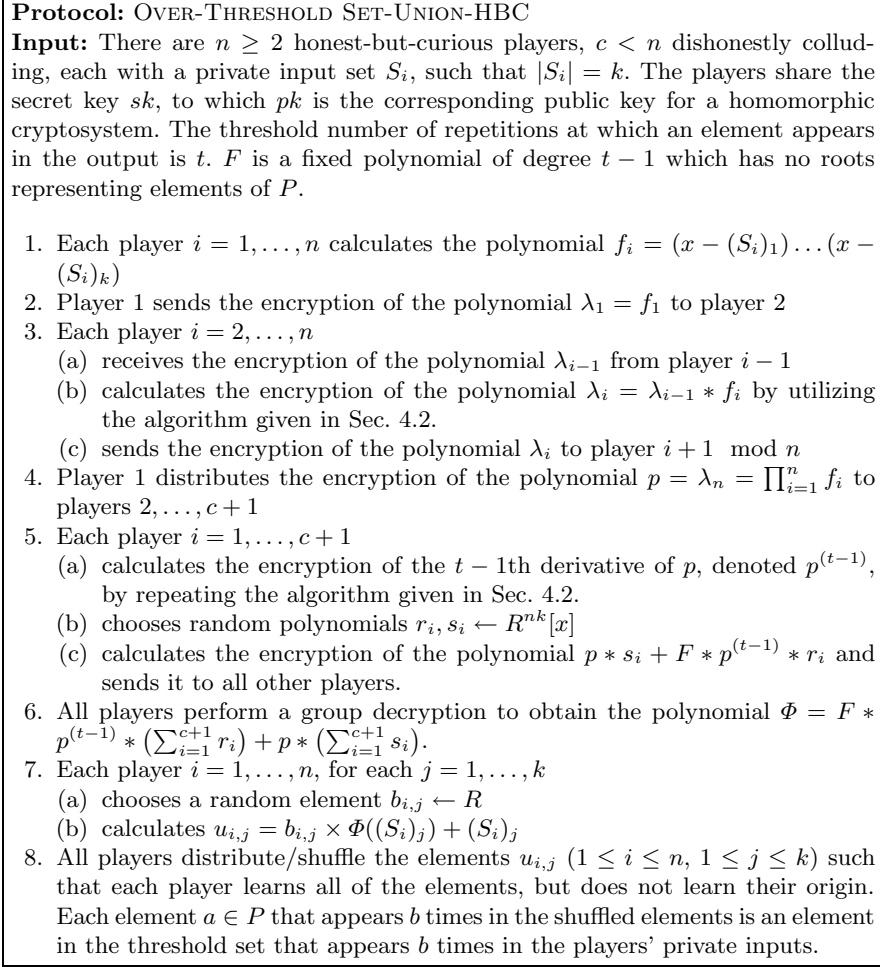 Protocol: OVER-THRESHOLD SET-UNION-HBC
Input: There are n ≥ 2 honest-but-curious players, c < n dishonestly collud-
ing, each with a private input set S_i, such that |S_i| = k. The players share the
secret key sk, to which pk is the corresponding public key for a homomorphic
cryptosystem. The threshold number of repetitions at which an element appears
in the output is t. F is a fixed polynomial of degree t − 1 which has no roots
representing elements of P.
1. Each player i = 1, . . . , n calculates the polynomial f_i = (x − (S_i)_1) . . . (x −
(S_i)_k)
2. Player 1 sends the encryption of the polynomial λ_1 = f_1 to player 2
3. Each player i = 2, . . . , n
(a) receives the encryption of the polynomial λ_{i−1} from player i − 1
(b) calculates the encryption of the polynomial λ_i = λ_{i−1} ∗ f_i by utilizing
the algorithm given in Sec. 4.2.
(c) sends the encryption of the polynomial λ_i to player i + 1 mod n
4. Player 1 distributes the encryption of the polynomial p = λ_n = ∏_{i=1}^n f_i to
players 2, . . . , c + 1
5. Each player i = 1, . . . , c + 1
(a) calculates the encryption of the t − 1th derivative of p, denoted p^{(t−1)},
by repeating the algorithm given in Sec. 4.2.
(b) chooses random polynomials r_i, s_i ← R^{nk}[x]
(c) calculates the encryption of the polynomial p ∗ s_i + F ∗ p^{(t−1)} ∗ r_i and
sends it to all other players.
6. All players perform a group decryption to obtain the polynomial Φ = F ∗
p^{(t−1)} ∗ (∑_{i=1}^{c+1} r_i) + p ∗ (∑_{i=1}^{c+1} s_i).
7. Each player i = 1, . . . , n, for each j = 1, . . . , k
(a) chooses a random element b_{i,j} ← R
(b) calculates u_{i,j} = b_{i,j} × Φ((S_i)_j) + (S_i)_j
8. All players distribute/shuffle the elements u_{i,j} (1 ≤ i ≤ n, 1 ≤ j ≤ k) such
that each player learns all of the elements, but does not learn their origin.
Each element a ∈ P that appears b times in the shuffled elements is an element
in the threshold set that appears b times in the players' private inputs.